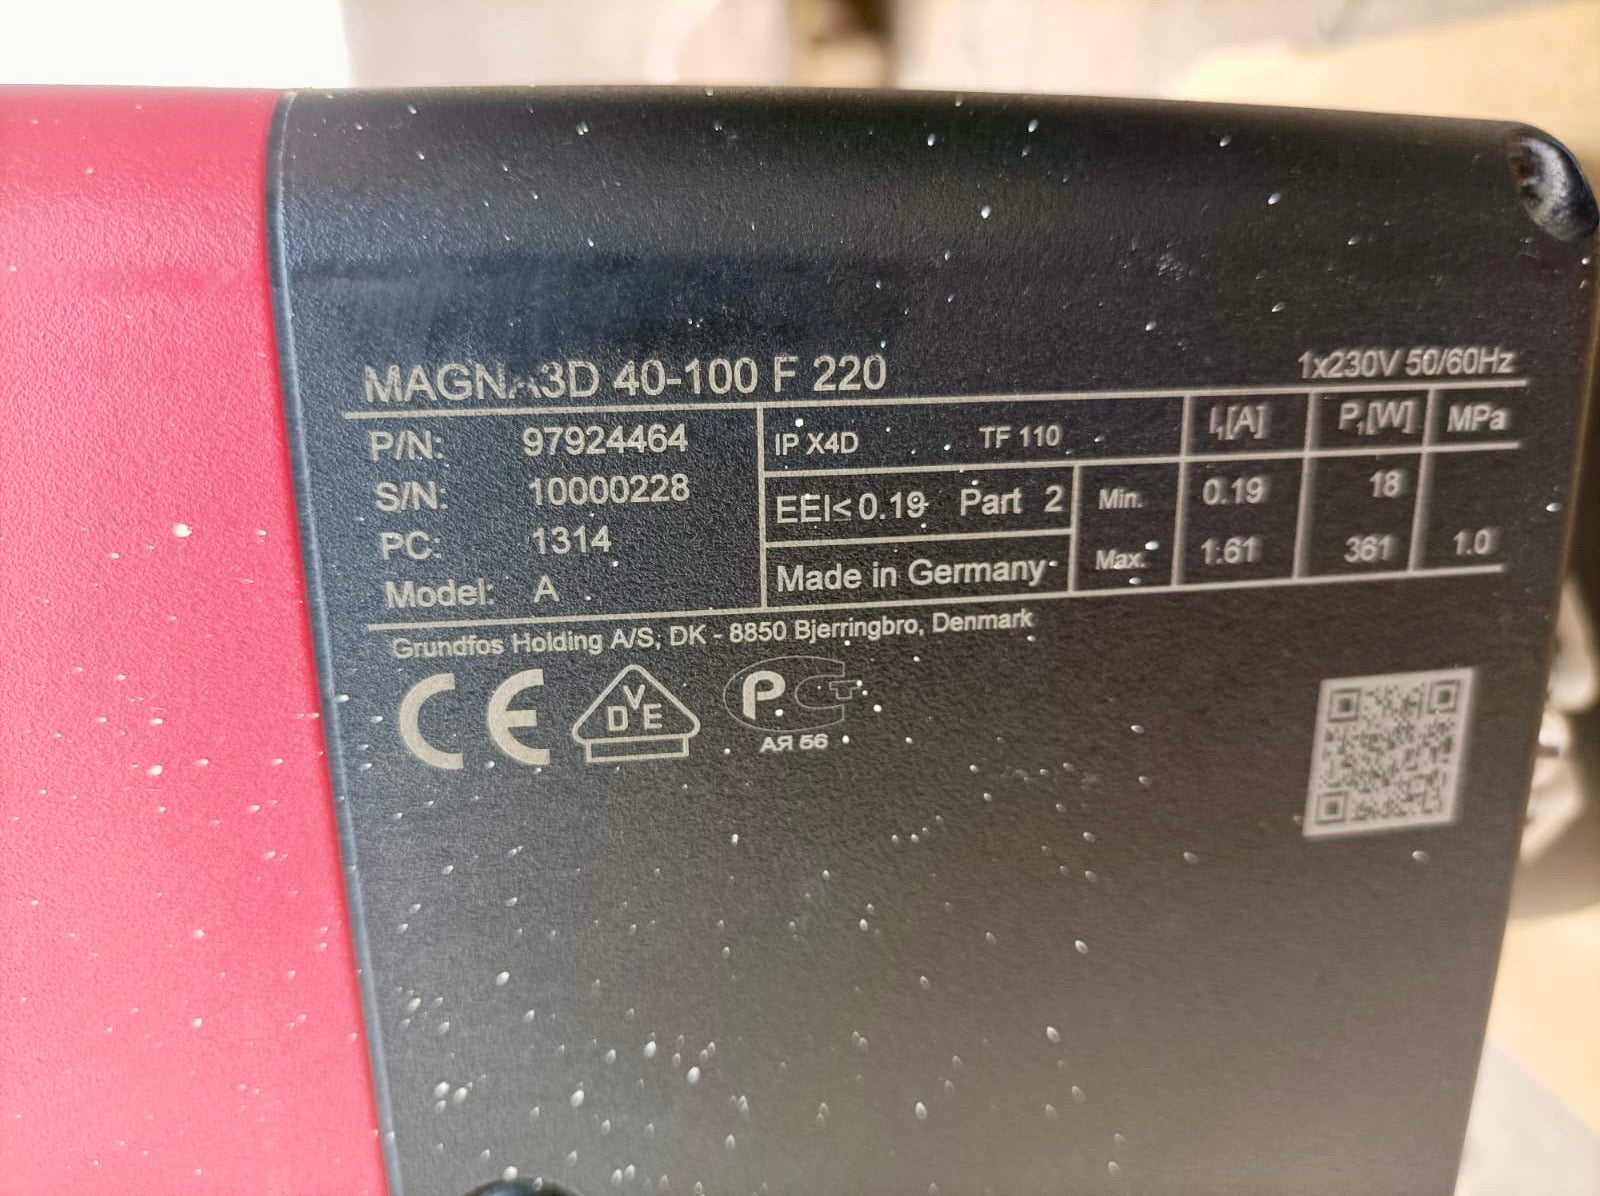 MAGNA3D 40-100 F 220 1x230V 50/60Hz
P/N: 97924464
S/N: 10000228
PC: 1314
Model: A
IP X4D TF 110 I₁[A] P₁[W] MPa
EEI< 0.19 Part 2 Min. 0.19 18
Made in Germany Max. 1.61 361 1.0
Grundfos Holding A/S, DK - 8850 Bjerringbro, Denmark
CE VDE PCT
АЯ 56